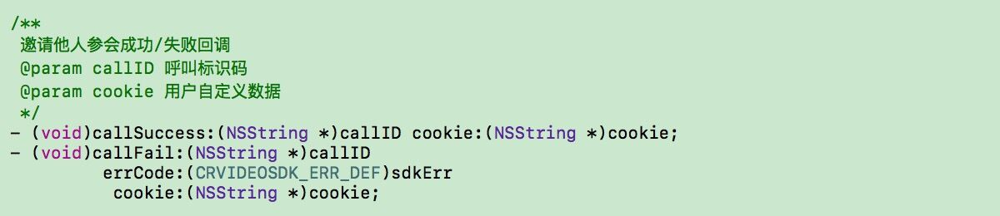 /**
 邀请他人参会成功/失败回调
 @param callID 呼叫标识码
 @param cookie 用户自定义数据
 */
- (void)callSuccess:(NSString *)callID cookie:(NSString *)cookie;
- (void)callFail:(NSString *)callID
         errCode:(CRVIDEOSDK_ERR_DEF)sdkErr
          cookie:(NSString *)cookie;